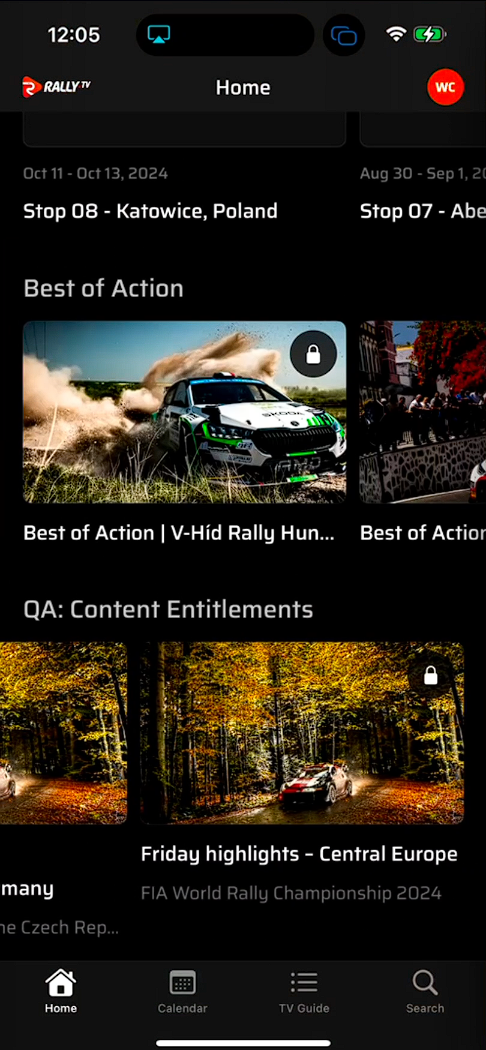 12:05
RALLY.TV
Home
WC
Oct 11 - Oct 13, 2024
Aug 30 - Sep 1, 20
Stop 08 - Katowice, Poland
Stop 07 - Abe
Best of Action
ŠKODA
Best of Action | V-Híd Rally Hun...
Best of Action
QA: Content Entitlements
Friday highlights – Central Europe
many
FIA World Rally Championship 2024
ne Czech Rep...
Home
Calendar
TV Guide
Search